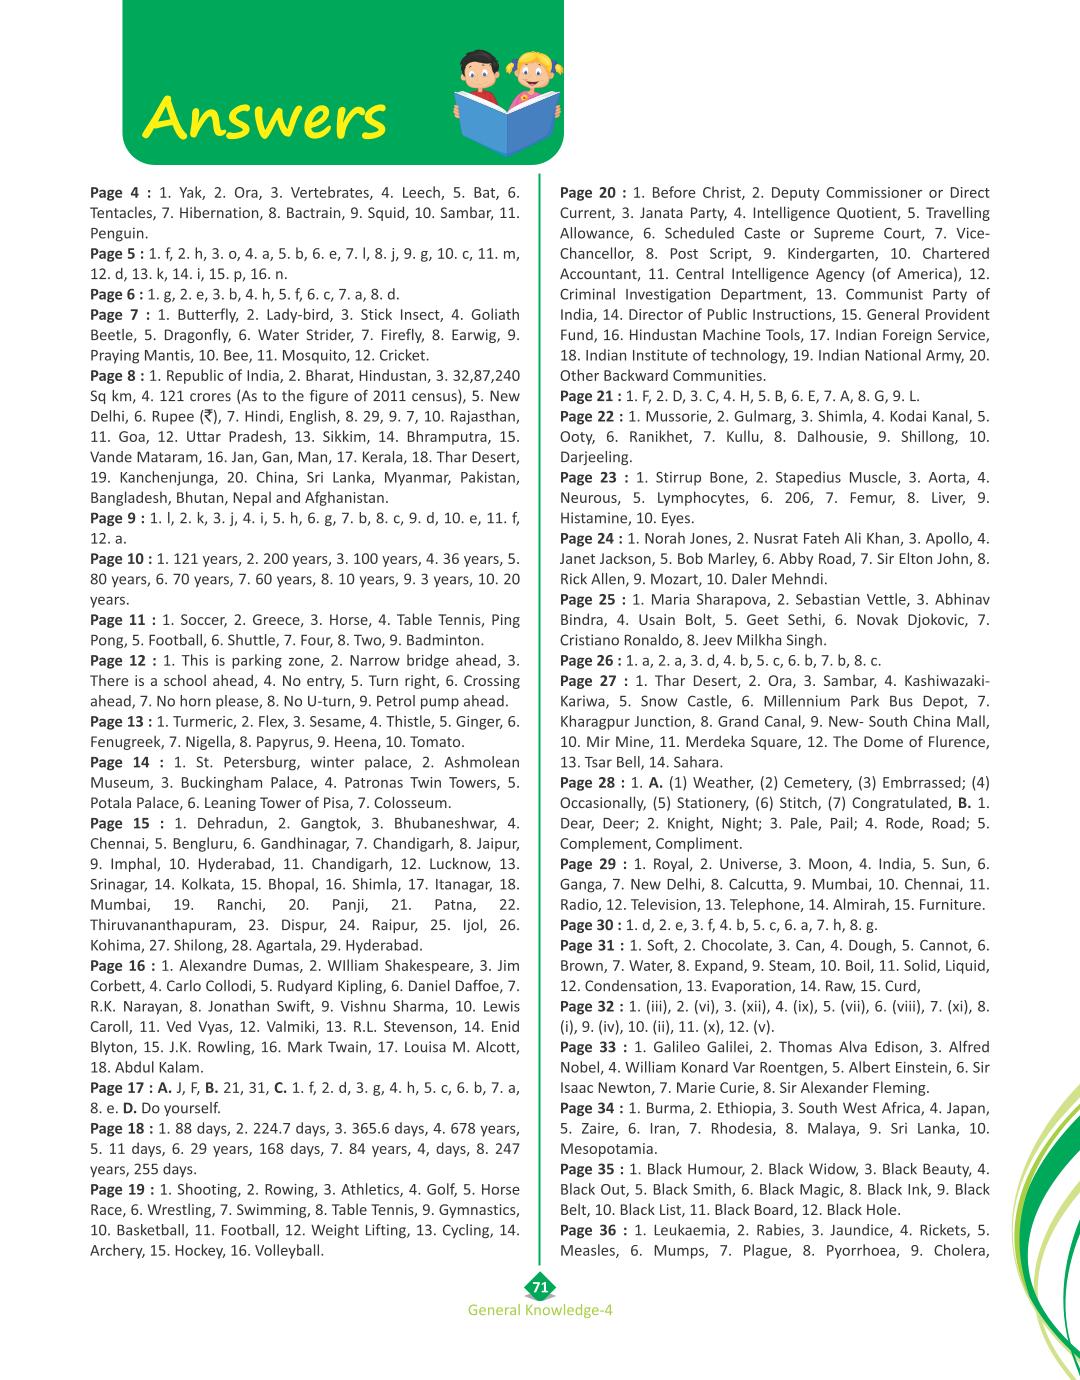 Answers
Page 4 : 1. Yak, 2. Ora, 3. Vertebrates, 4. Leech, 5. Bat, 6.
Tentacles, 7. Hibernation, 8. Bactrain, 9. Squid, 10. Sambar, 11.
Penguin.
Page 5 : 1. f, 2. h, 3. o, 4. a, 5. b, 6. e, 7. l, 8. j, 9. g, 10. c, 11. m,
12. d, 13. k, 14. i, 15. p, 16. n.
Page 6 : 1. g, 2. e, 3. b, 4. h, 5. f, 6. c, 7. a, 8. d.
Page 7 : 1. Butterfly, 2. Lady-bird, 3. Stick Insect, 4. Goliath
Beetle, 5. Dragonfly, 6. Water Strider, 7. Firefly, 8. Earwig, 9.
Praying Mantis, 10. Bee, 11. Mosquito, 12. Cricket.
Page 8 : 1. Republic of India, 2. Bharat, Hindustan, 3. 32,87,240
Sq km, 4. 121 crores (As to the figure of 2011 census), 5. New
Delhi, 6. Rupee (₹), 7. Hindi, English, 8. 29, 9. 7, 10. Rajasthan,
11. Goa, 12. Uttar Pradesh, 13. Sikkim, 14. Bhramputra, 15.
Vande Mataram, 16. Jan, Gan, Man, 17. Kerala, 18. Thar Desert,
19. Kanchenjunga, 20. China, Sri Lanka, Myanmar, Pakistan,
Bangladesh, Bhutan, Nepal and Afghanistan.
Page 9 : 1. l, 2. k, 3. j, 4. i, 5. h, 6. g, 7. b, 8. c, 9. d, 10. e, 11. f,
12. a.
Page 10 : 1. 121 years, 2. 200 years, 3. 100 years, 4. 36 years, 5.
80 years, 6. 70 years, 7. 60 years, 8. 10 years, 9. 3 years, 10. 20
years.
Page 11 : 1. Soccer, 2. Greece, 3. Horse, 4. Table Tennis, Ping
Pong, 5. Football, 6. Shuttle, 7. Four, 8. Two, 9. Badminton.
Page 12 : 1. This is parking zone, 2. Narrow bridge ahead, 3.
There is a school ahead, 4. No entry, 5. Turn right, 6. Crossing
ahead, 7. No horn please, 8. No U-turn, 9. Petrol pump ahead.
Page 13 : 1. Turmeric, 2. Flex, 3. Sesame, 4. Thistle, 5. Ginger, 6.
Fenugreek, 7. Nigella, 8. Papyrus, 9. Heena, 10. Tomato.
Page 14 : 1. St. Petersburg, winter palace, 2. Ashmolean
Museum, 3. Buckingham Palace, 4. Patronas Twin Towers, 5.
Potala Palace, 6. Leaning Tower of Pisa, 7. Colosseum.
Page 15 : 1. Dehradun, 2. Gangtok, 3. Bhubaneshwar, 4.
Chennai, 5. Bengluru, 6. Gandhinagar, 7. Chandigarh, 8. Jaipur,
9. Imphal, 10. Hyderabad, 11. Chandigarh, 12. Lucknow, 13.
Srinagar, 14. Kolkata, 15. Bhopal, 16. Shimla, 17. Itanagar, 18.
Mumbai, 19. Ranchi, 20. Panji, 21. Patna, 22.
Thiruvananthapuram, 23. Dispur, 24. Raipur, 25. Ijol, 26.
Kohima, 27. Shilong, 28. Agartala, 29. Hyderabad.
Page 16 : 1. Alexandre Dumas, 2. WIlliam Shakespeare, 3. Jim
Corbett, 4. Carlo Collodi, 5. Rudyard Kipling, 6. Daniel Daffoe, 7.
R.K. Narayan, 8. Jonathan Swift, 9. Vishnu Sharma, 10. Lewis
Caroll, 11. Ved Vyas, 12. Valmiki, 13. R.L. Stevenson, 14. Enid
Blyton, 15. J.K. Rowling, 16. Mark Twain, 17. Louisa M. Alcott,
18. Abdul Kalam.
Page 17 : A. J, F, B. 21, 31, C. 1. f, 2. d, 3. g, 4. h, 5. c, 6. b, 7. a,
8. e. D. Do yourself.
Page 18 : 1. 88 days, 2. 224.7 days, 3. 365.6 days, 4. 678 years,
5. 11 days, 6. 29 years, 168 days, 7. 84 years, 4, days, 8. 247
years, 255 days.
Page 19 : 1. Shooting, 2. Rowing, 3. Athletics, 4. Golf, 5. Horse
Race, 6. Wrestling, 7. Swimming, 8. Table Tennis, 9. Gymnastics,
10. Basketball, 11. Football, 12. Weight Lifting, 13. Cycling, 14.
Archery, 15. Hockey, 16. Volleyball.
Page 20 : 1. Before Christ, 2. Deputy Commissioner or Direct
Current, 3. Janata Party, 4. Intelligence Quotient, 5. Travelling
Allowance, 6. Scheduled Caste or Supreme Court, 7. Vice-
Chancellor, 8. Post Script, 9. Kindergarten, 10. Chartered
Accountant, 11. Central Intelligence Agency (of America), 12.
Criminal Investigation Department, 13. Communist Party of
India, 14. Director of Public Instructions, 15. General Provident
Fund, 16. Hindustan Machine Tools, 17. Indian Foreign Service,
18. Indian Institute of technology, 19. Indian National Army, 20.
Other Backward Communities.
Page 21 : 1. F, 2. D, 3. C, 4. H, 5. B, 6. E, 7. A, 8. G, 9. L.
Page 22 : 1. Mussorie, 2. Gulmarg, 3. Shimla, 4. Kodai Kanal, 5.
Ooty, 6. Ranikhet, 7. Kullu, 8. Dalhousie, 9. Shillong, 10.
Darjeeling.
Page 23 : 1. Stirrup Bone, 2. Stapedius Muscle, 3. Aorta, 4.
Neurous, 5. Lymphocytes, 6. 206, 7. Femur, 8. Liver, 9.
Histamine, 10. Eyes.
Page 24 : 1. Norah Jones, 2. Nusrat Fateh Ali Khan, 3. Apollo, 4.
Janet Jackson, 5. Bob Marley, 6. Abby Road, 7. Sir Elton John, 8.
Rick Allen, 9. Mozart, 10. Daler Mehndi.
Page 25 : 1. Maria Sharapova, 2. Sebastian Vettle, 3. Abhinav
Bindra, 4. Usain Bolt, 5. Geet Sethi, 6. Novak Djokovic, 7.
Cristiano Ronaldo, 8. Jeev Milkha Singh.
Page 26 : 1. a, 2. a, 3. d, 4. b, 5. c, 6. b, 7. b, 8. c.
Page 27 : 1. Thar Desert, 2. Ora, 3. Sambar, 4. Kashiwazaki-
Kariwa, 5. Snow Castle, 6. Millennium Park Bus Depot, 7.
Kharagpur Junction, 8. Grand Canal, 9. New- South China Mall,
10. Mir Mine, 11. Merdeka Square, 12. The Dome of Flurence,
13. Tsar Bell, 14. Sahara.
Page 28 : 1. A. (1) Weather, (2) Cemetery, (3) Embrrassed; (4)
Occasionally, (5) Stationery, (6) Stitch, (7) Congratulated, B. 1.
Dear, Deer; 2. Knight, Night; 3. Pale, Pail; 4. Rode, Road; 5.
Complement, Compliment.
Page 29 : 1. Royal, 2. Universe, 3. Moon, 4. India, 5. Sun, 6.
Ganga, 7. New Delhi, 8. Calcutta, 9. Mumbai, 10. Chennai, 11.
Radio, 12. Television, 13. Telephone, 14. Almirah, 15. Furniture.
Page 30 : 1. d, 2. e, 3. f, 4. b, 5. c, 6. a, 7. h, 8. g.
Page 31 : 1. Soft, 2. Chocolate, 3. Can, 4. Dough, 5. Cannot, 6.
Brown, 7. Water, 8. Expand, 9. Steam, 10. Boil, 11. Solid, Liquid,
12. Condensation, 13. Evaporation, 14. Raw, 15. Curd,
Page 32 : 1. (iii), 2. (vi), 3. (xii), 4. (ix), 5. (vii), 6. (viii), 7. (xi), 8.
(i), 9. (iv), 10. (ii), 11. (x), 12. (v).
Page 33 : 1. Galileo Galilei, 2. Thomas Alva Edison, 3. Alfred
Nobel, 4. William Konard Var Roentgen, 5. Albert Einstein, 6. Sir
Isaac Newton, 7. Marie Curie, 8. Sir Alexander Fleming.
Page 34 : 1. Burma, 2. Ethiopia, 3. South West Africa, 4. Japan,
5. Zaire, 6. Iran, 7. Rhodesia, 8. Malaya, 9. Sri Lanka, 10.
Mesopotamia.
Page 35 : 1. Black Humour, 2. Black Widow, 3. Black Beauty, 4.
Black Out, 5. Black Smith, 6. Black Magic, 8. Black Ink, 9. Black
Belt, 10. Black List, 11. Black Board, 12. Black Hole.
Page 36 : 1. Leukaemia, 2. Rabies, 3. Jaundice, 4. Rickets, 5.
Measles, 6. Mumps, 7. Plague, 8. Pyorrhoea, 9. Cholera,
71
General Knowledge-4